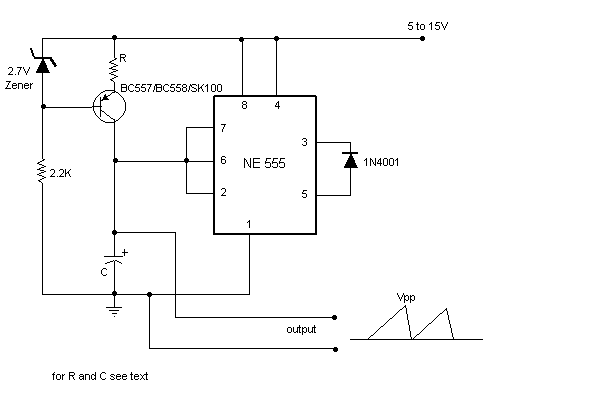 5 to 15V
R
2.7V
Zener
BC557/BC558/SK100
8
4
7
3
6
NE 555
1N4001
2.2K
2
5
1
+
C
Vpp
output
for R and C see text